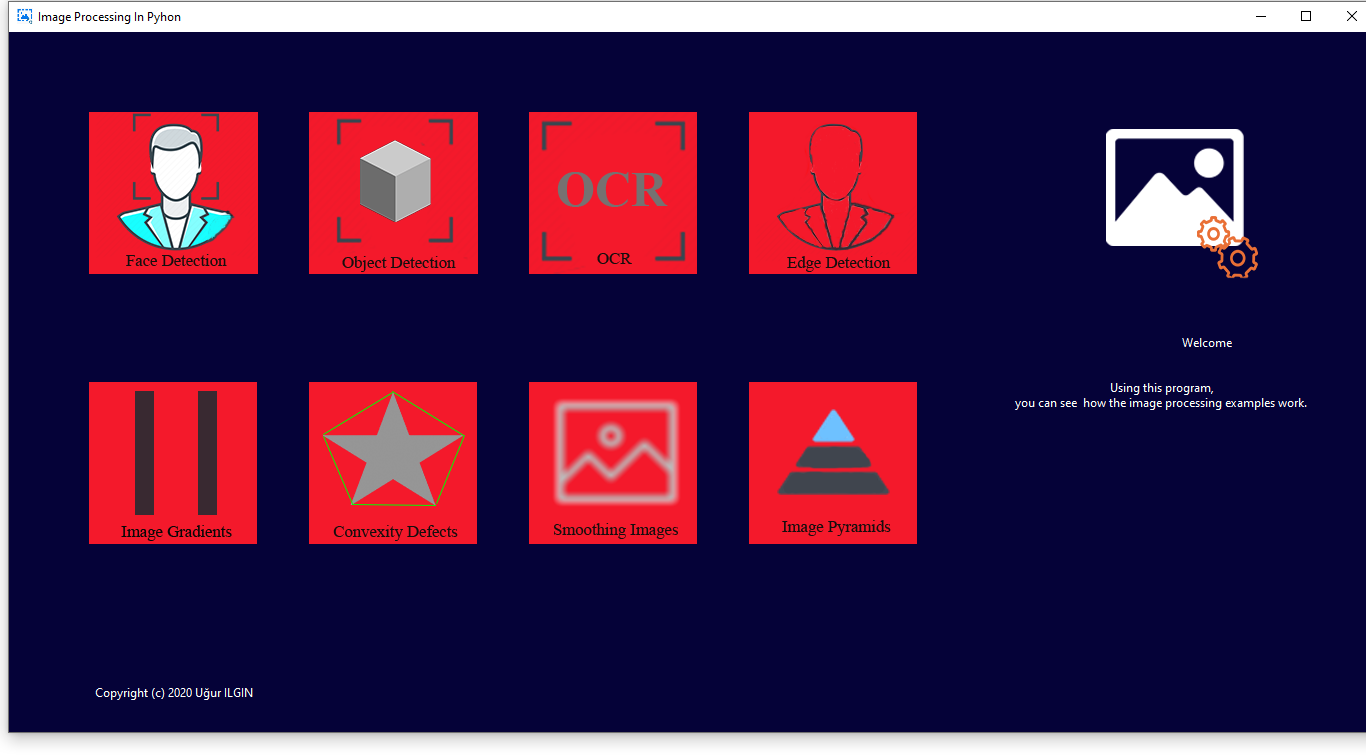 Image Processing In Pyhon
Face Detection
Object Detection
OCR
OCR
Edge Detection
Image Gradients
Convexity Defects
Smoothing Images
Image Pyramids
Welcome
Using this program,
you can see  how the image processing examples work.
Copyright (c) 2020 Uğur ILGIN